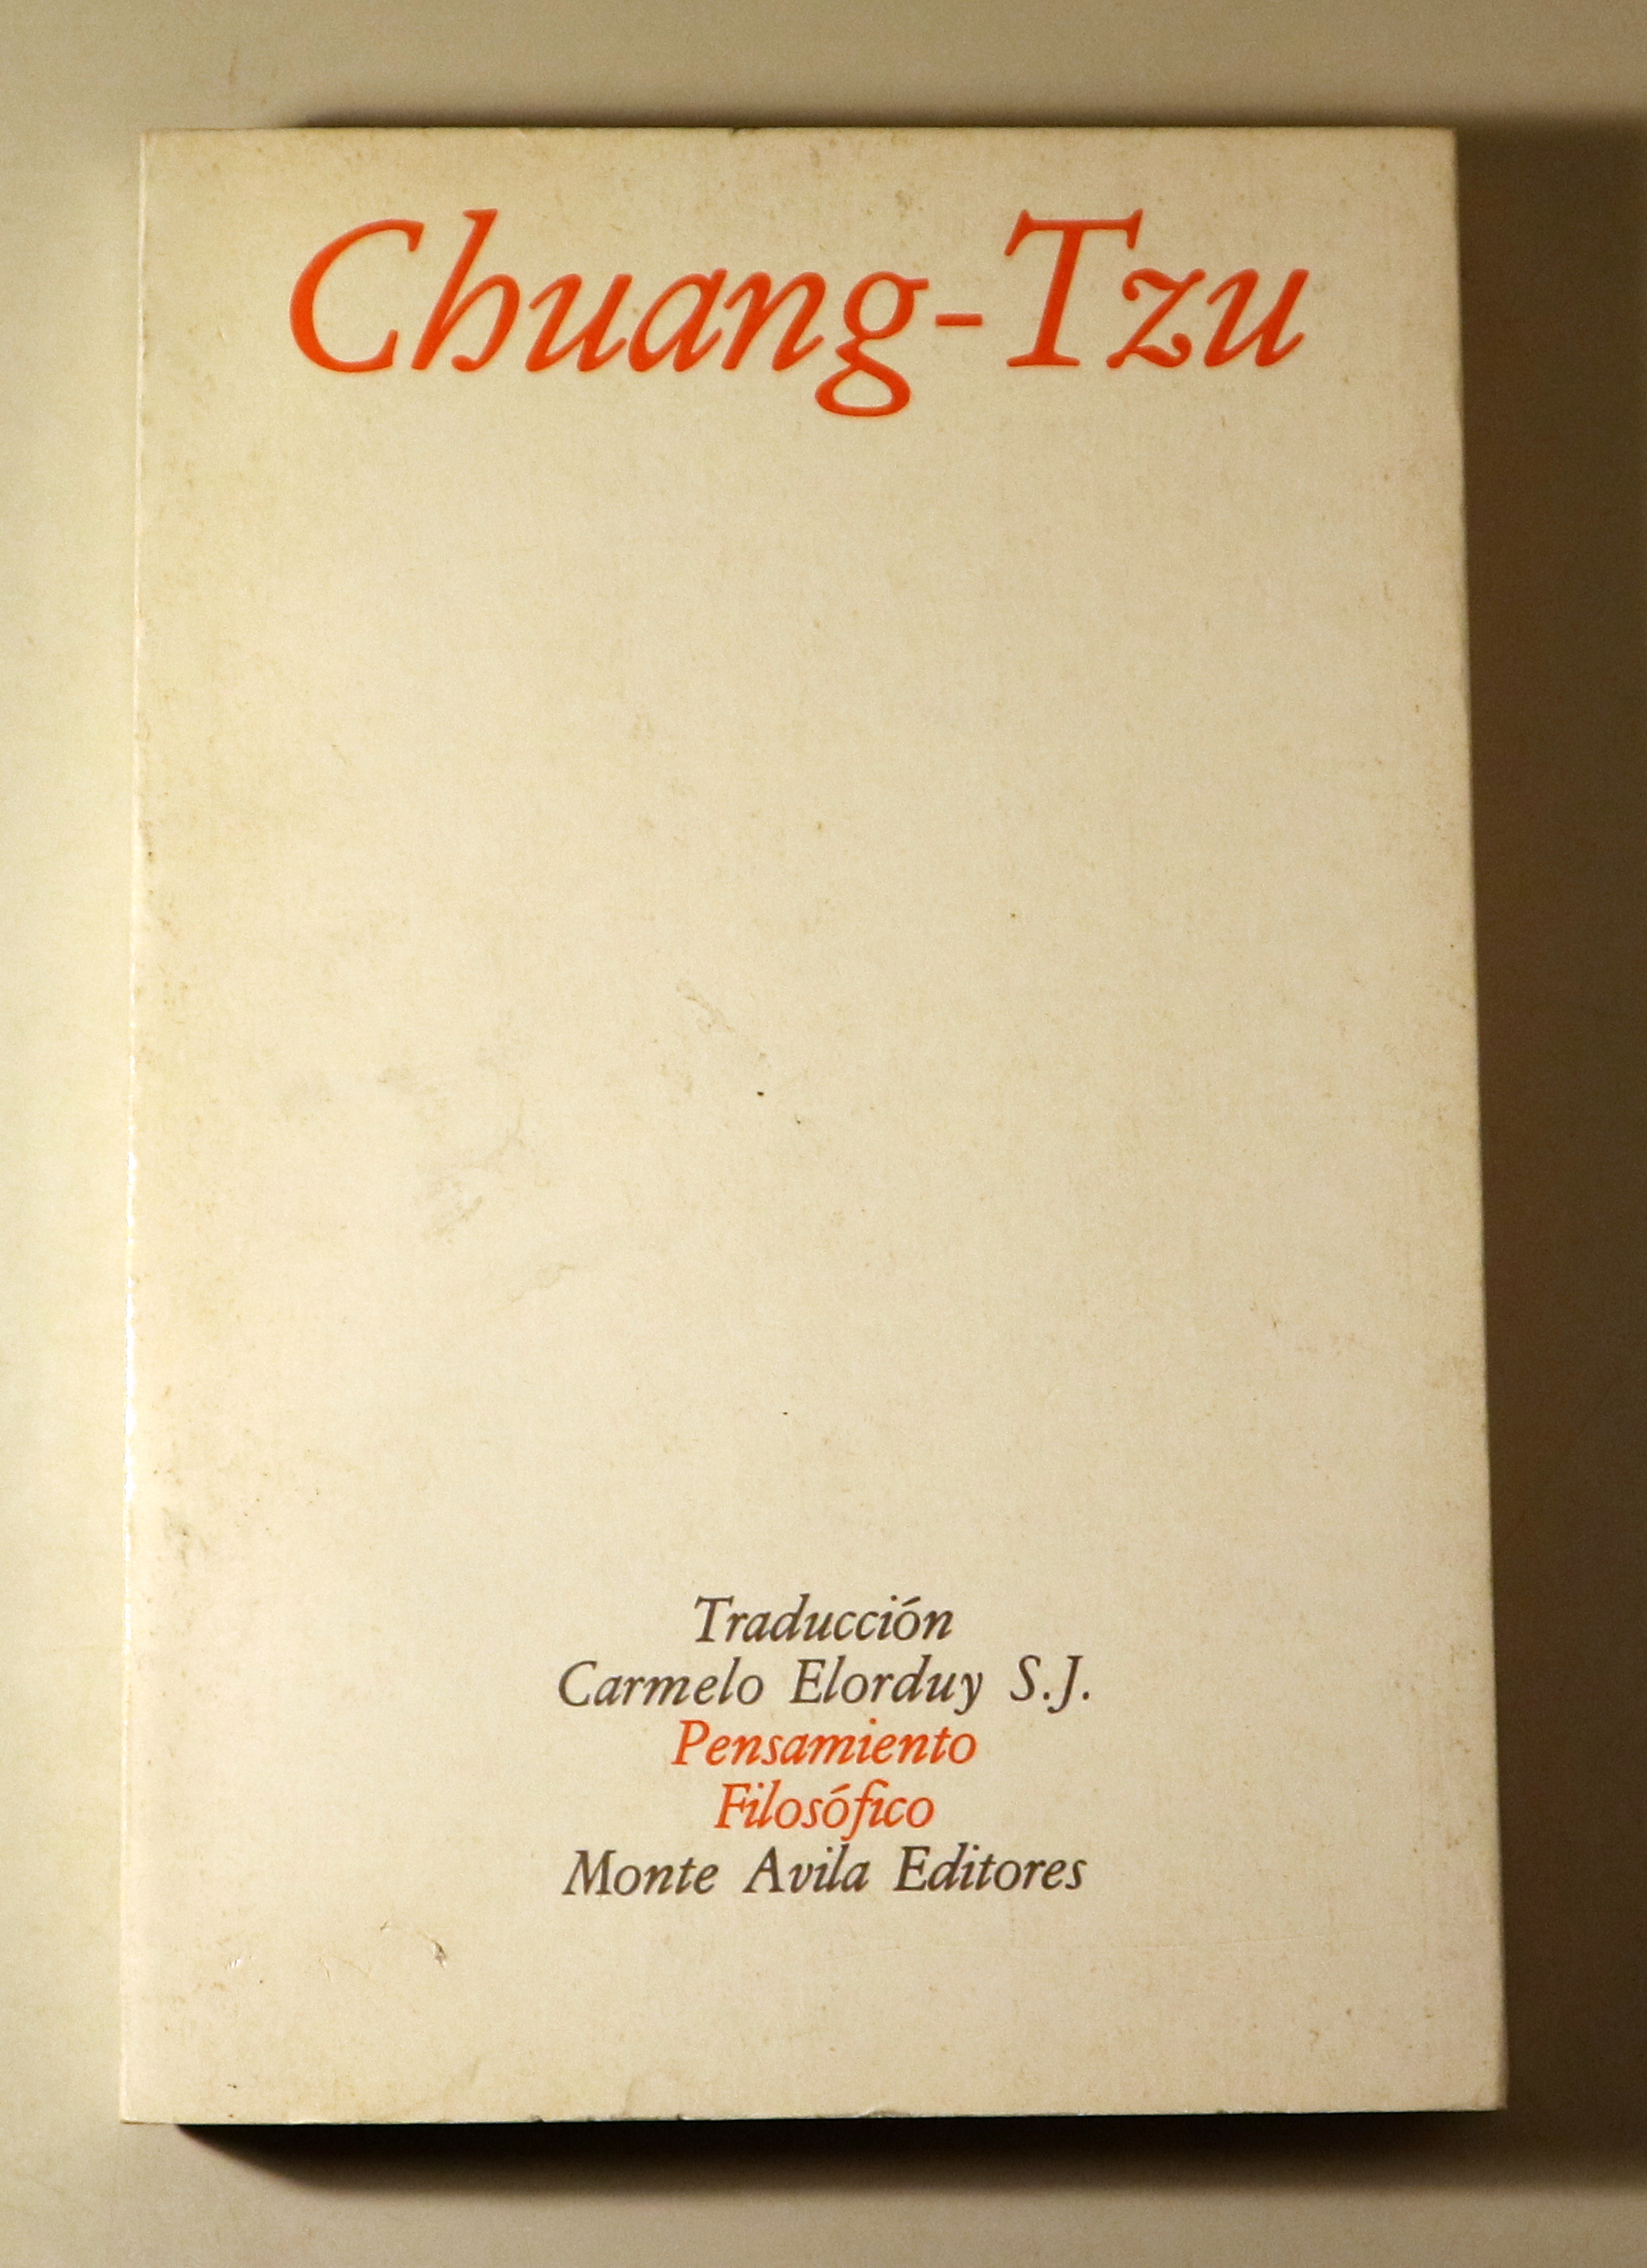 Chuang-Tzu
Traducción
Carmelo Elorduy S.J.
Pensamiento
Filosófico
Monte Avila Editores